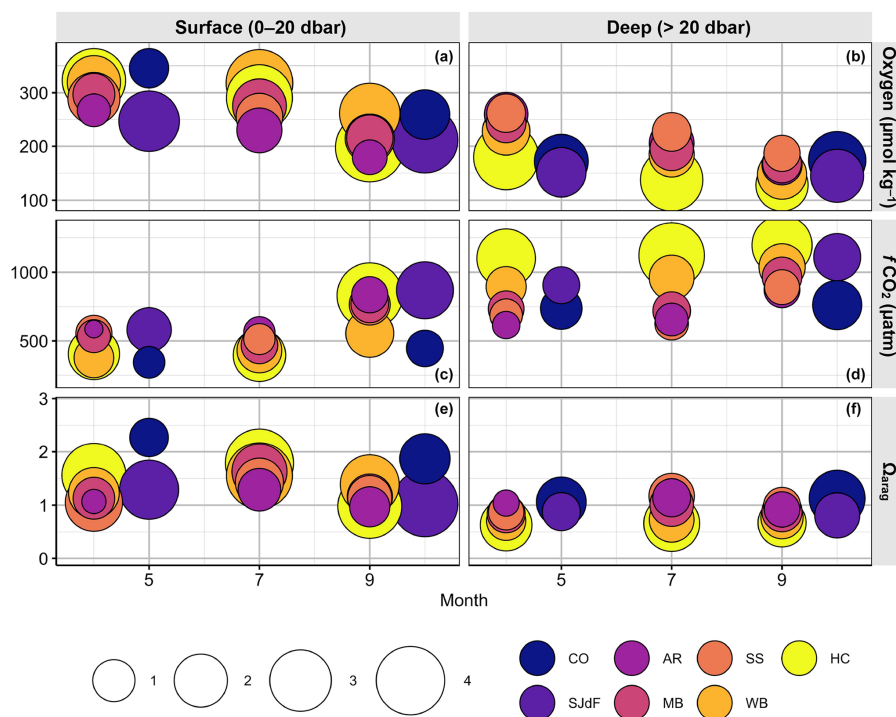 Surface (0–20 dbar) Deep (> 20 dbar)
(a) (b)
300
200
100
Oxygen (μmol kg⁻¹)
1000
500
(c) (d)
fCO₂ (μatm)
(e) (f)
3
2
1
0
Ωarag
5 7 9 5 7 9
Month
1 2 3 4
CO AR SS HC
SJdF MB WB